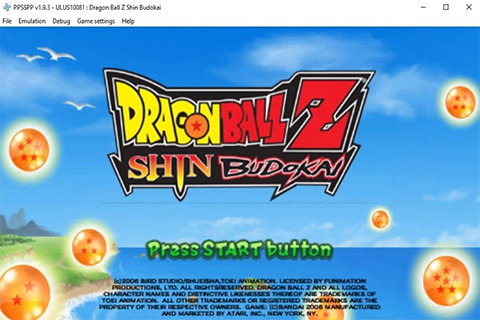 PPSSPP v1.9.3 - ULUS10081 : Dragon Ball Z Shin Budokai
File Emulation Debug Game settings Help
DRAGON BALL Z
SHIN BUDOKAI
Press START button
(c)2006 BIRD STUDIO/SHUEISHA,TOEI ANIMATION. LICENSED BY FUNIMATION
PRODUCTIONS, LTD. ALL RIGHTSRESERVED. DRAGON BALL Z AND ALL LOGOS,
CHARACTER NAMES AND DISTINCTIVE LIKENESSES THEREOF ARE TRADEMARKS OF
TOEI ANIMATION. ALL OTHER TRADEMARKS OR REGISTERED TRADEMARKS ARE THE
PROPERTY OF THEIR RESPECTIVE OWNERS. GAME: (C)BANDAI 2006 MANUFACTURED
AND MARKETED BY ATARI, INC., NEW YORK, NY.